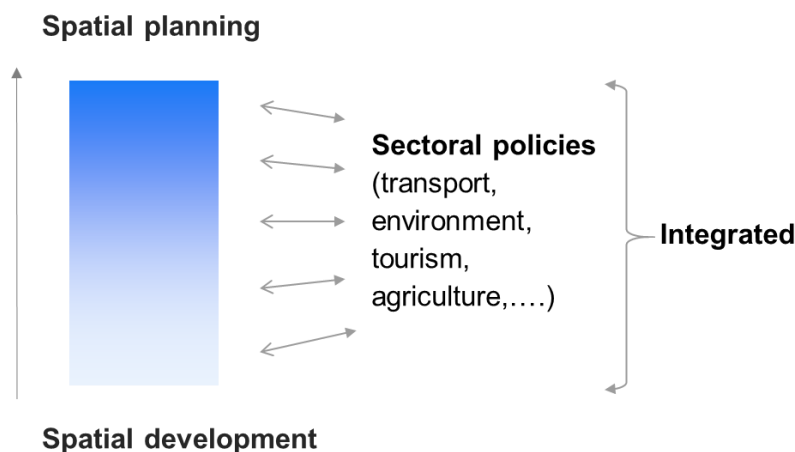 Spatial planning
Sectoral policies
(transport,
environment,
tourism,
agriculture,….)
Integrated
Spatial development